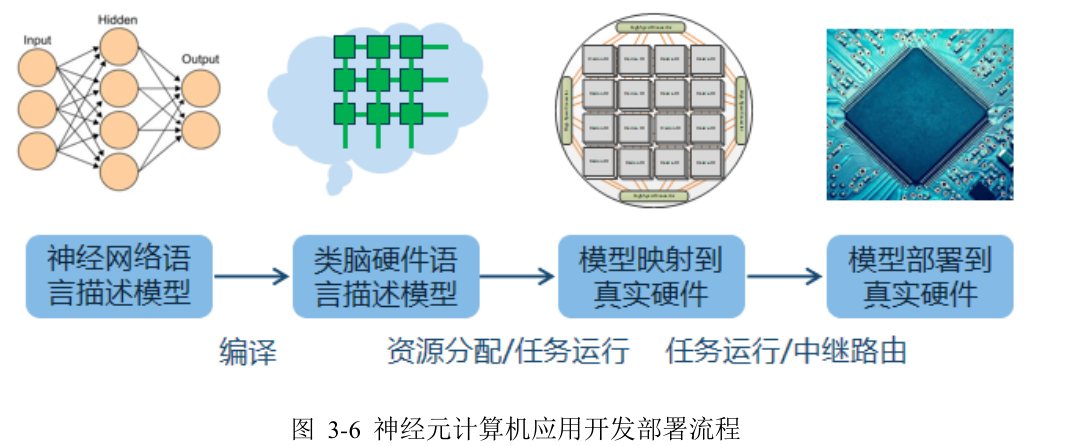 Input
Hidden
Output
神经网络语
言描述模型
类脑硬件语
言描述模型
模型映射到
真实硬件
模型部署到
真实硬件
编译
资源分配/任务运行
任务运行/中继路由
图 3-6 神经元计算机应用开发部署流程